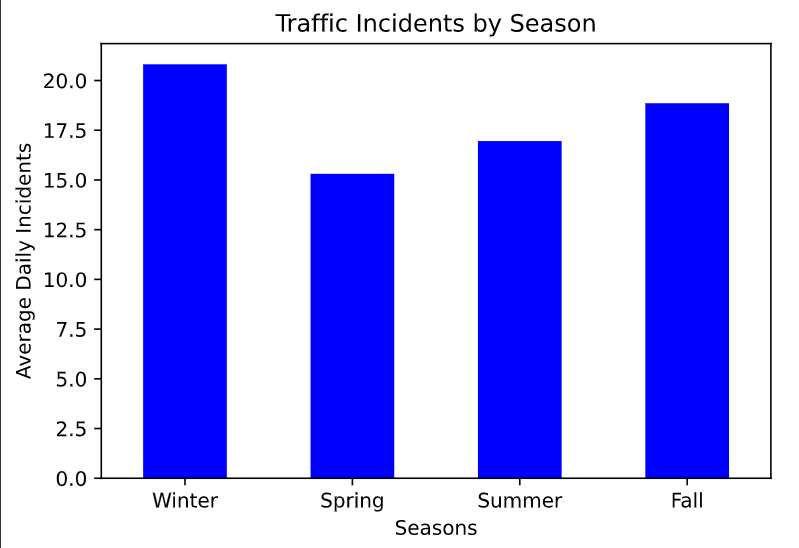 Traffic Incidents by Season
Average Daily Incidents
20.0
17.5
15.0
12.5
10.0
7.5
5.0
2.5
0.0
Winter Spring Summer Fall
Seasons